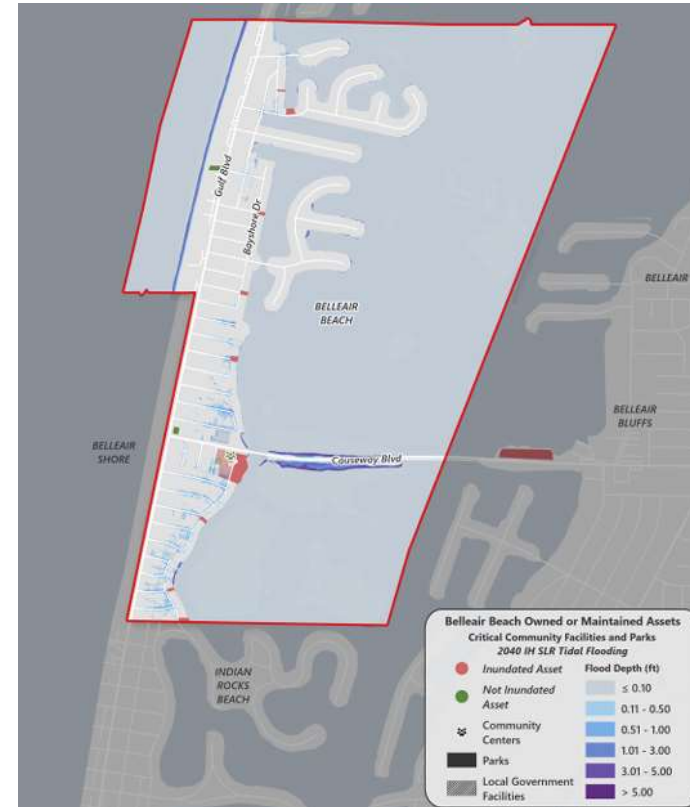 Gulf Blvd
Bayshore Dr
BELLEAIR
BELLEAIR
BEACH
BELLEAIR
BLUFFS
BELLEAIR
SHORE
Causeway Blvd
INDIAN
ROCKS
BEACH
Belleair Beach Owned or Maintained Assets
Critical Community Facilities and Parks
2040 IH SLR Tidal Flooding
Inundated Asset
Not Inundated
Asset
Community
Centers
Parks
Local Government
Facilities
Flood Depth (ft)
≤ 0.10
0.11 - 0.50
0.51 - 1.00
1.01 - 3.00
3.01 - 5.00
> 5.00